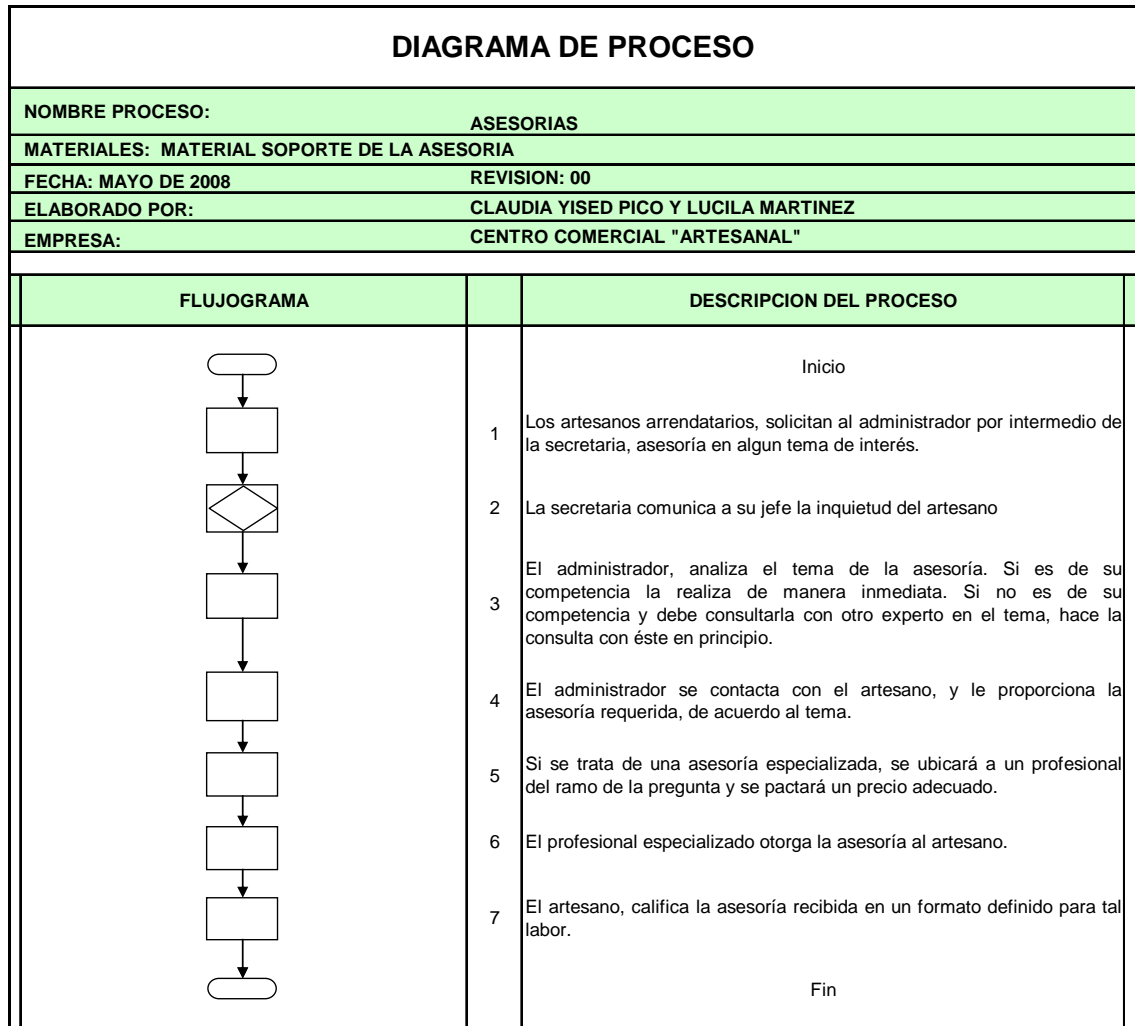 DIAGRAMA DE PROCESO
NOMBRE PROCESO: ASESORIAS
MATERIALES: MATERIAL SOPORTE DE LA ASESORIA
FECHA: MAYO DE 2008 REVISION: 00
ELABORADO POR: CLAUDIA YISED PICO Y LUCILA MARTINEZ
EMPRESA: CENTRO COMERCIAL "ARTESANAL"
FLUJOGRAMA DESCRIPCION DEL PROCESO
Inicio
1 Los artesanos arrendatarios, solicitan al administrador por intermedio de
la secretaria, asesoría en algun tema de interés.
2 La secretaria comunica a su jefe la inquietud del artesano
3 El administrador, analiza el tema de la asesoría. Si es de su
competencia la realiza de manera inmediata. Si no es de su
competencia y debe consultarla con otro experto en el tema, hace la
consulta con éste en principio.
4 El administrador se contacta con el artesano, y le proporciona la
asesoría requerida, de acuerdo al tema.
5 Si se trata de una asesoría especializada, se ubicará a un profesional
del ramo de la pregunta y se pactará un precio adecuado.
6 El profesional especializado otorga la asesoría al artesano.
7 El artesano, califica la asesoría recibida en un formato definido para tal
labor.
Fin